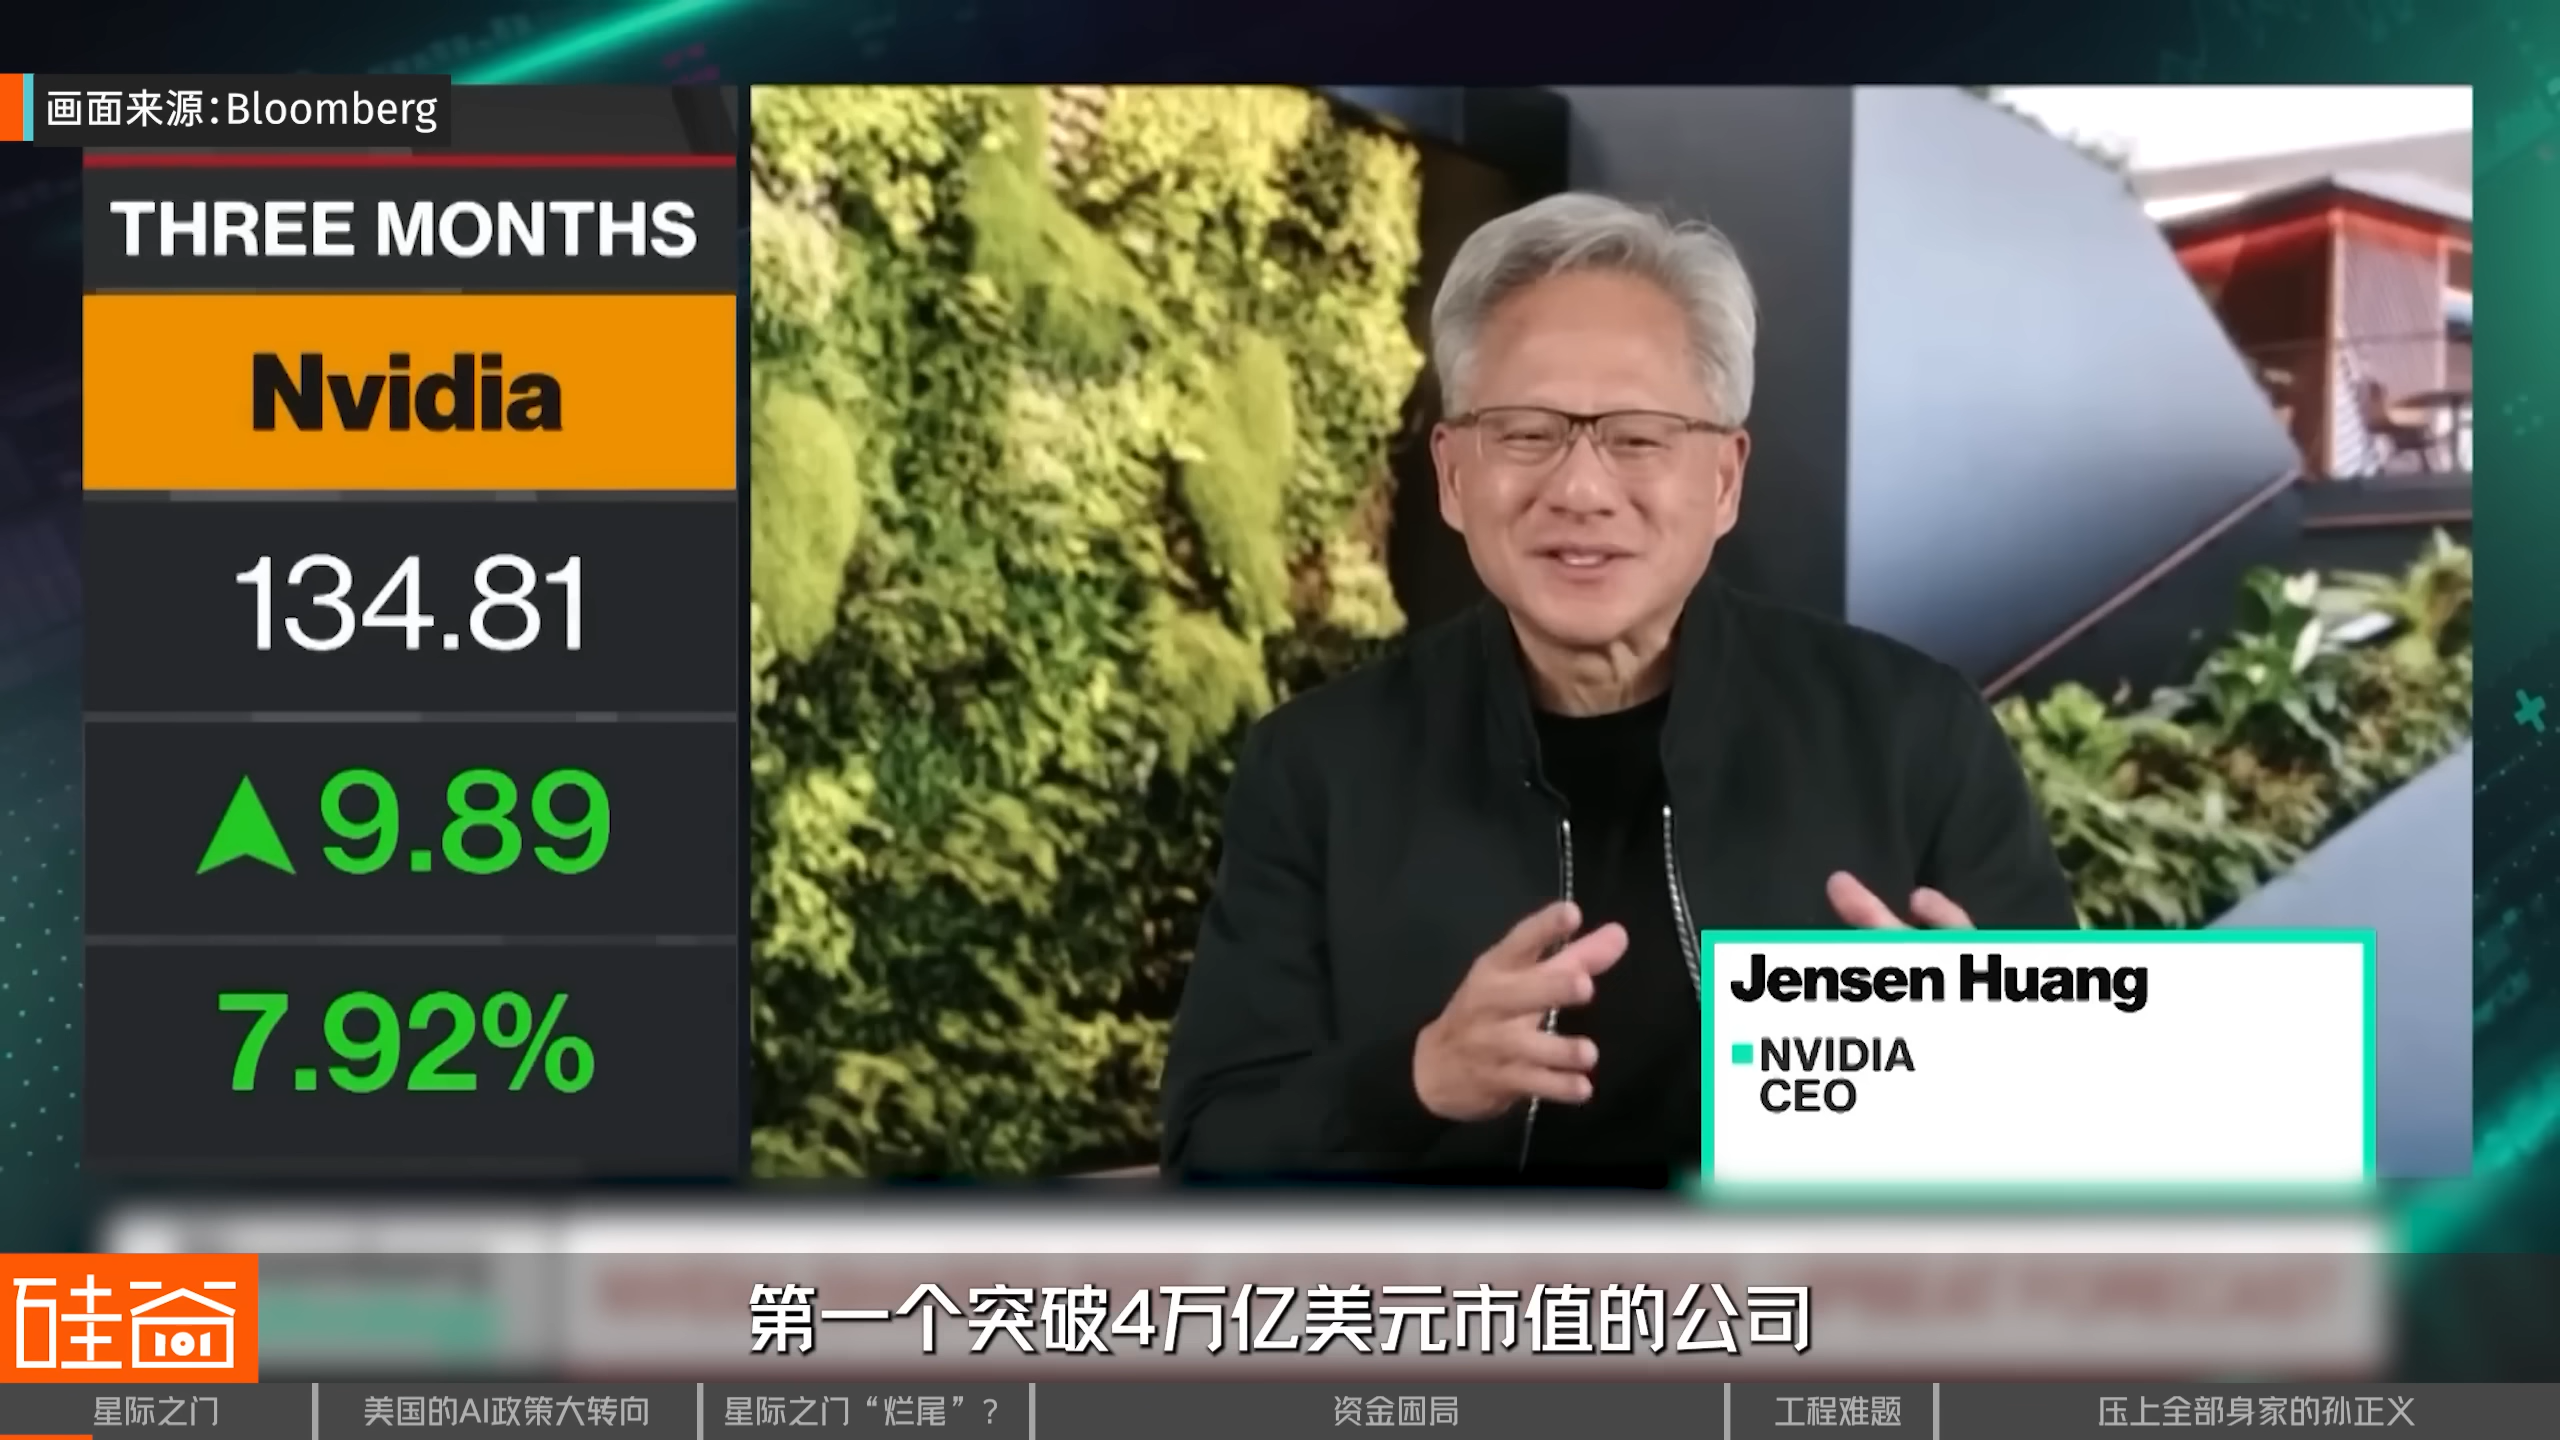 画面来源：Bloomberg
THREE MONTHS
Nvidia
134.81
▲9.89
7.92%
Jensen Huang
NVIDIA
CEO
硅谷
101
第一个突破4万亿美元市值的公司
星际之门
美国的AI政策大转向
星际之门“烂尾”？
资金困局
工程难题
压上全部身家的孙正义